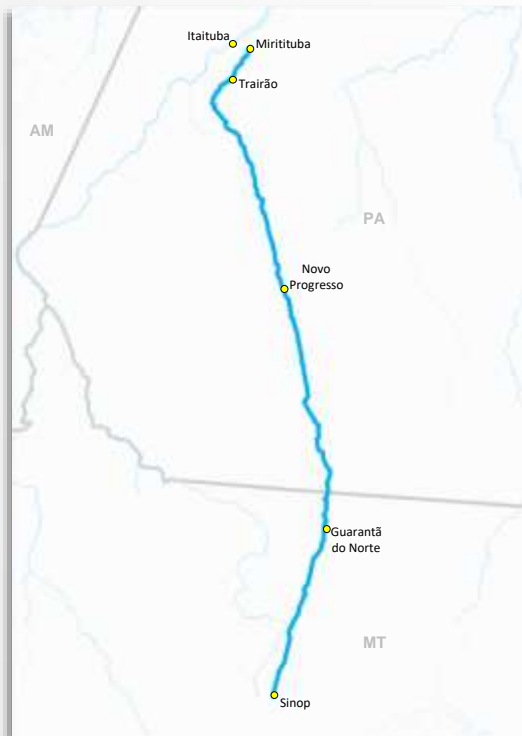 Itaituba
Miritituba
Trairão
AM
PA
Novo
Progresso
Guarantã
do Norte
MT
Sinop